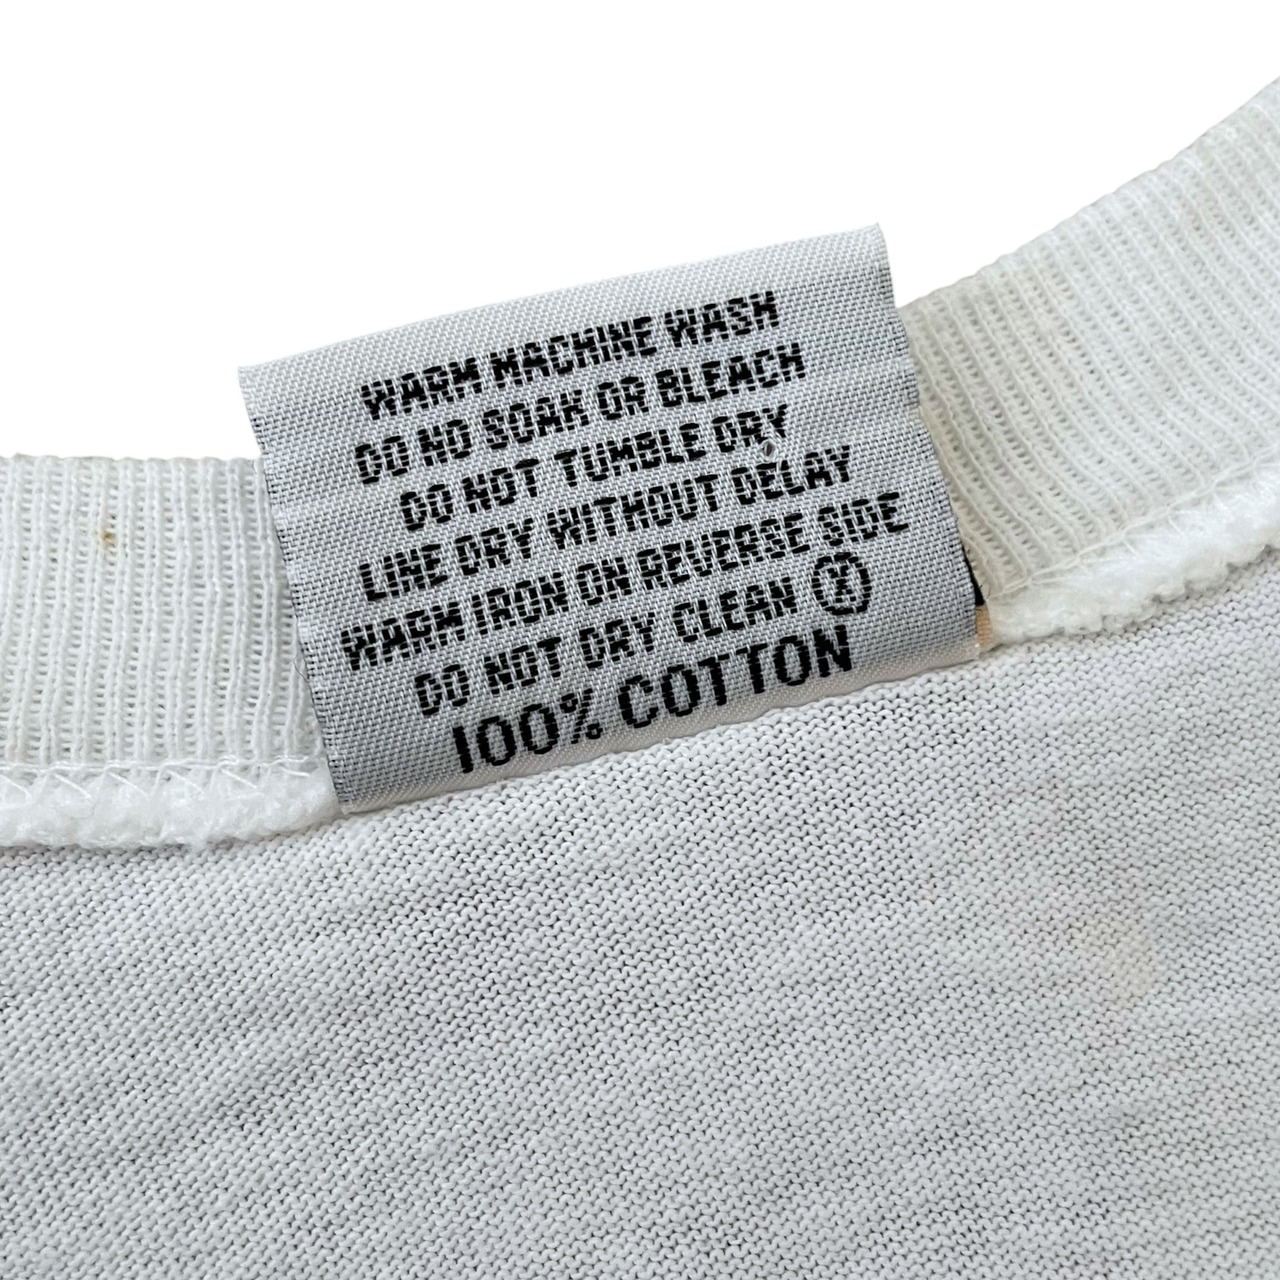 WARM MACHINE WASH
DO NO SOAK OR BLEACH
DO NOT TUMBLE DRY
LINE DRY WITHOUT DELAY
WARM IRON ON REVERSE SIDE
DO NOT DRY CLEAN Ⓧ
100% COTTON